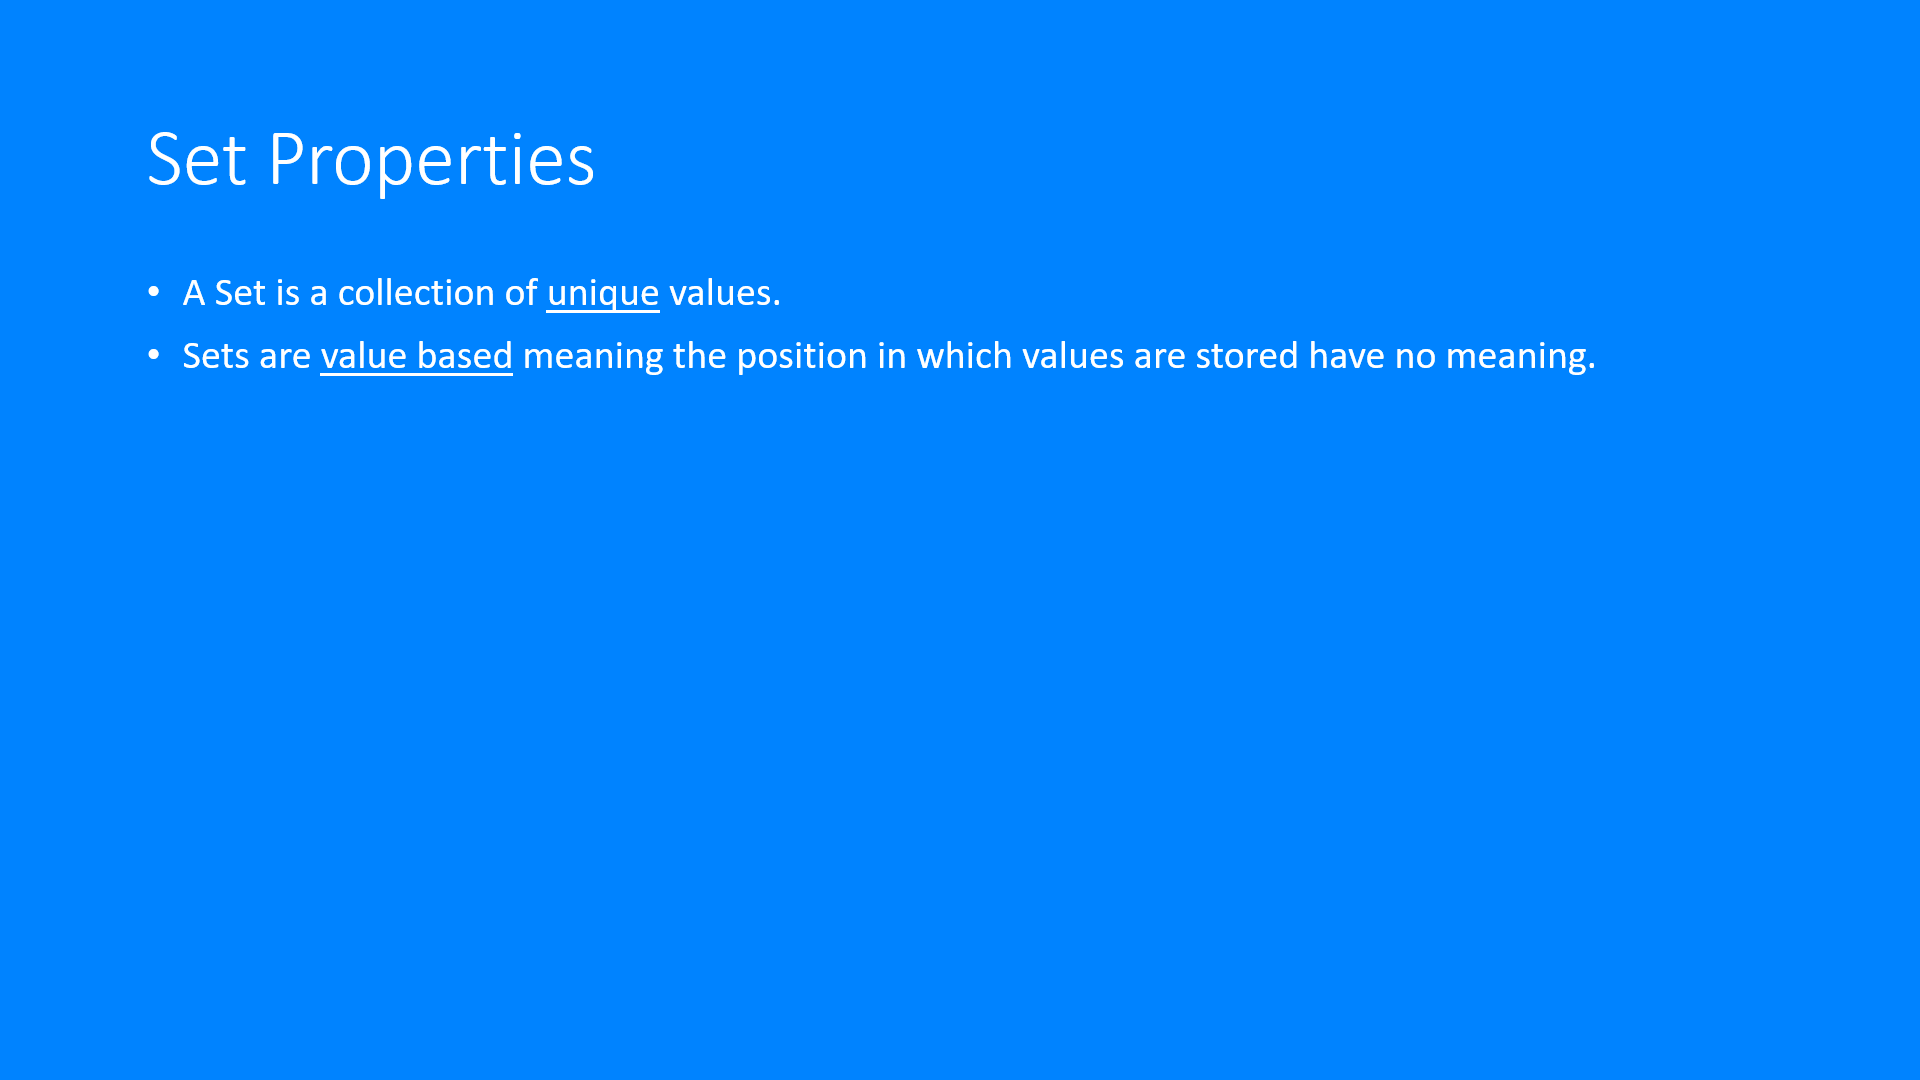 Set Properties
• A Set is a collection of unique values.
• Sets are value based meaning the position in which values are stored have no meaning.